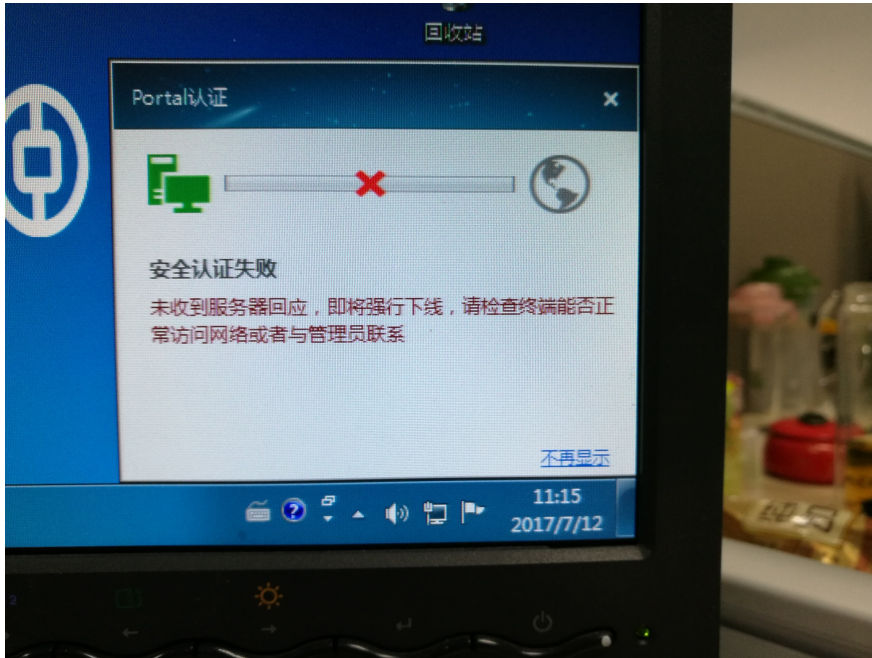 回收站
Portal认证
安全认证失败
未收到服务器回应，即将强行下线，请检查终端能否正
常访问网络或者与管理员联系
不再显示
11:15
2017/7/12
2